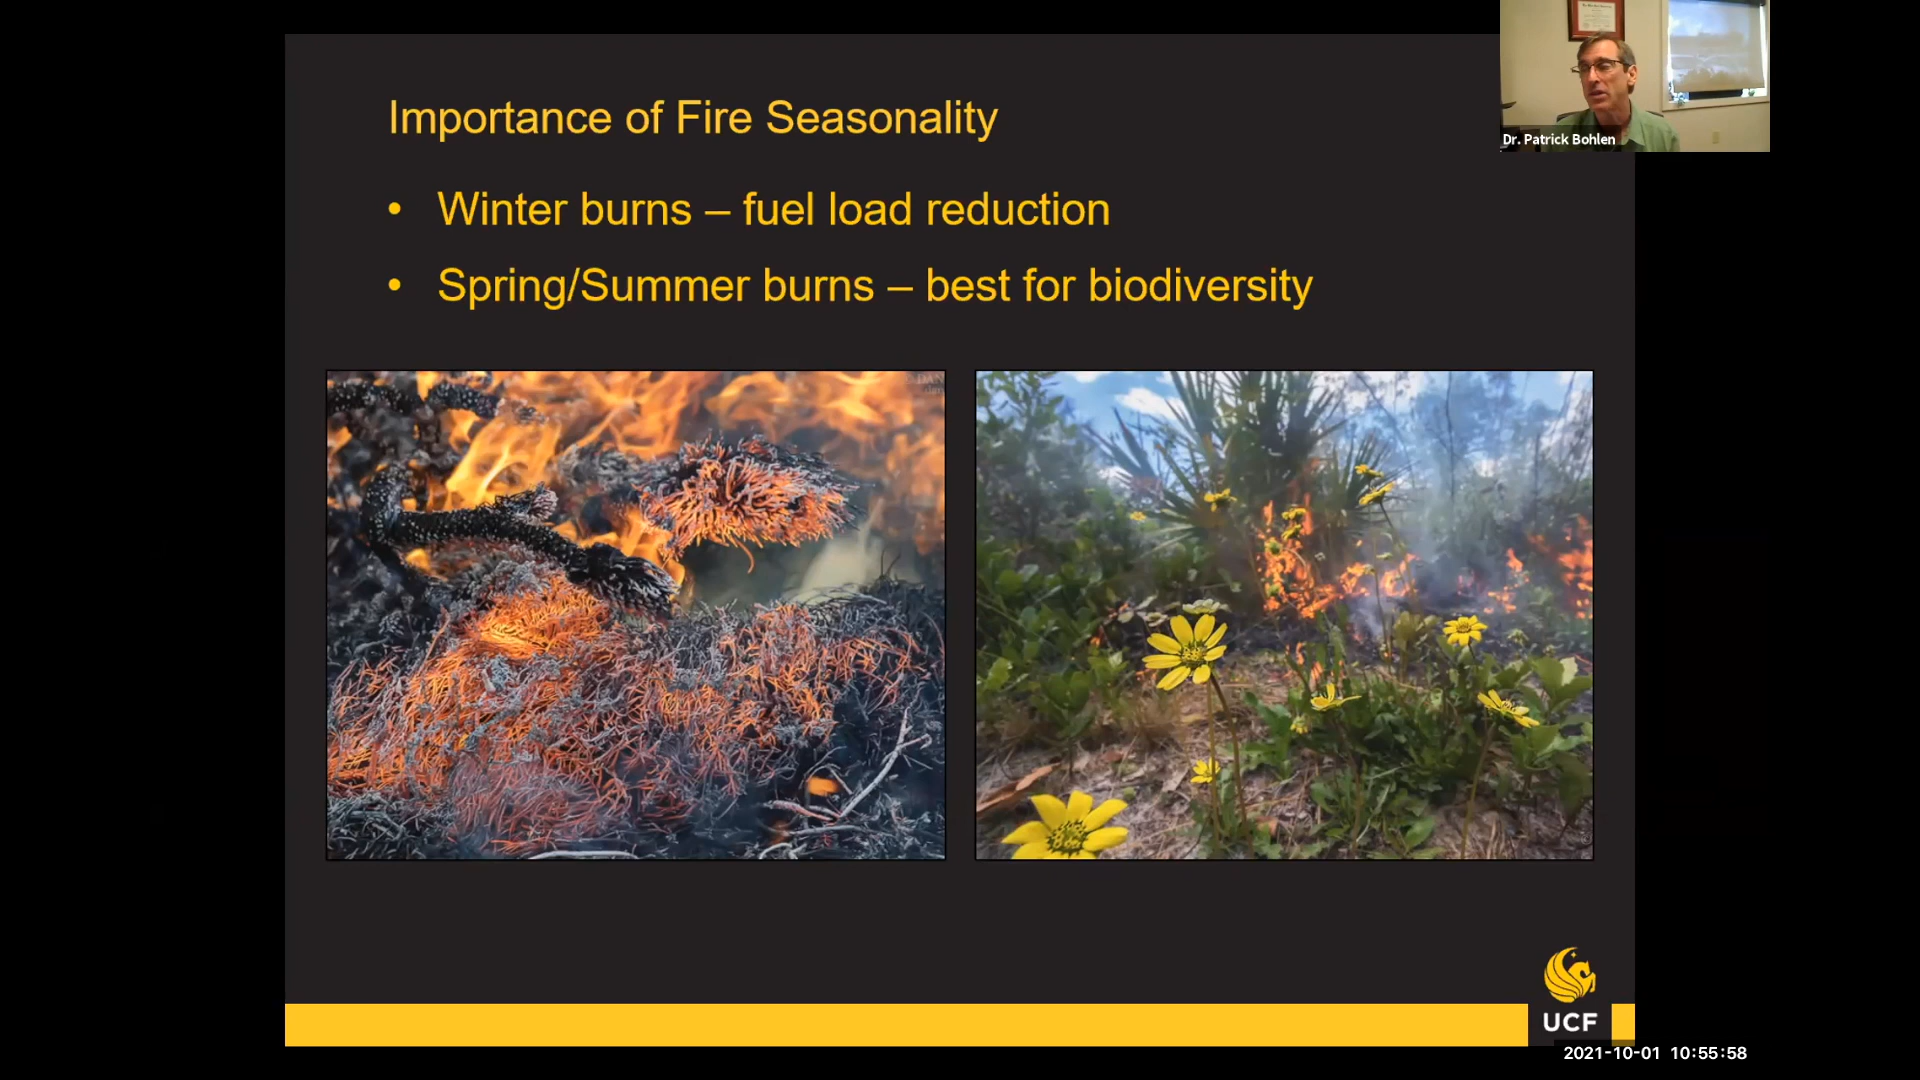 Importance of Fire Seasonality
• Winter burns – fuel load reduction
• Spring/Summer burns – best for biodiversity
Dr. Patrick Bohlen
UCF
2021-10-01 10:55:58